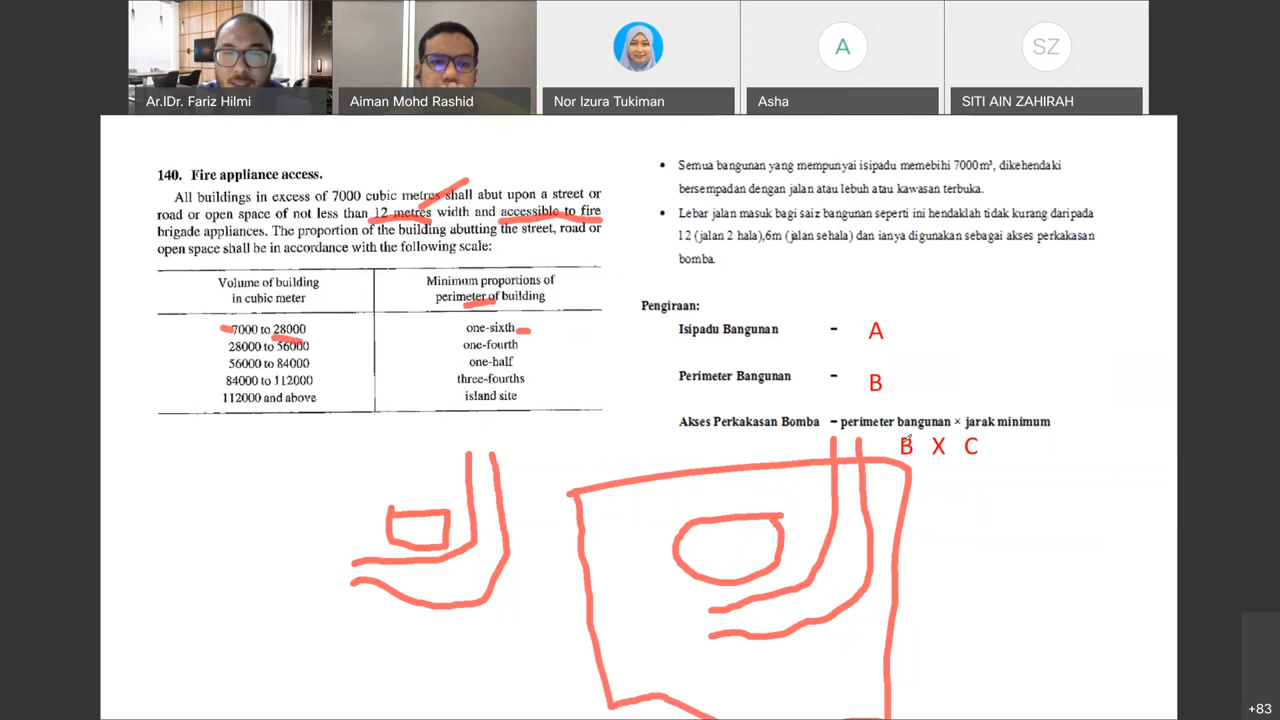 Ar.IDr. Fariz Hilmi
Aiman Mohd Rashid
Nor Izura Tukiman
A
Asha
SZ
SITI AIN ZAHIRAH
140. Fire appliance access.
All buildings in excess of 7000 cubic metres shall abut upon a street or
road or open space of not less than 12 metres width and accessible to fire
brigade appliances. The proportion of the building abutting the street, road or
open space shall be in accordance with the following scale:
Volume of building
in cubic meter
Minimum proportions of
perimeter of building
7000 to 28000
one-sixth
28000 to 56000
one-fourth
56000 to 84000
one-half
84000 to 112000
three-fourths
112000 and above
island site
• Semua bangunan yang mempunyai isipadu memebihi 7000m³, dikehendaki
bersempadan dengan jalan atau lebuh atau kawasan terbuka.
• Lebar jalan masuk bagi saiz bangunan seperti ini hendaklah tidak kurang daripada
12 (jalan 2 hala),6m (jalan sehala) dan ianya digunakan sebagai akses perkakasan
bomba.
Pengiraan:
Isipadu Bangunan - A
Perimeter Bangunan - B
Akses Perkakasan Bomba - perimeter bangunan × jarak minimum
B X C
+83